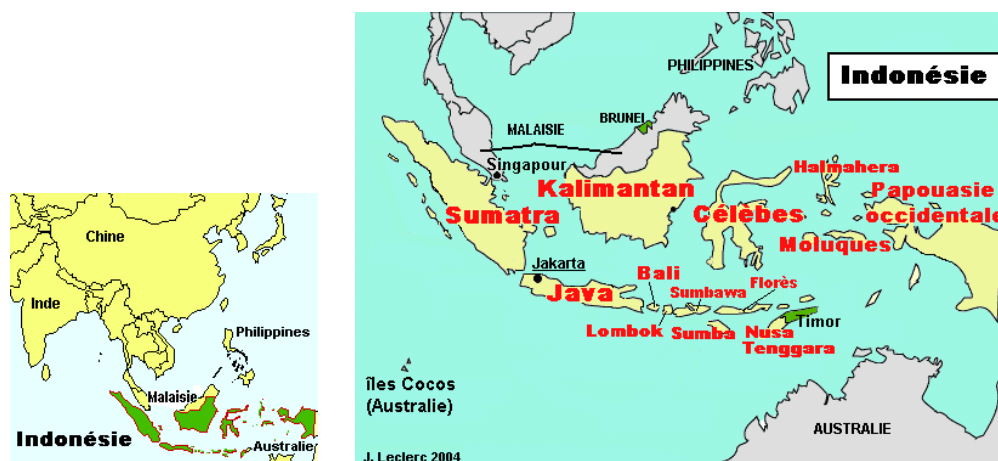 Chine
Inde
Philippines
Malaisie
Indonésie
Australie
Indonésie
PHILIPPINES
BRUNEI
MALAISIE
Singapour
Halmahera
Kalimantan
Papouasie
occidentale
Sumatra
Célèbes
Moluques
Jakarta
Bali
Java
Sumbawa
Florès
Lombok
Sumba
Nusa
Tenggara
Timor
îles Cocos
(Australie)
AUSTRALIE
J. Leclerc 2004